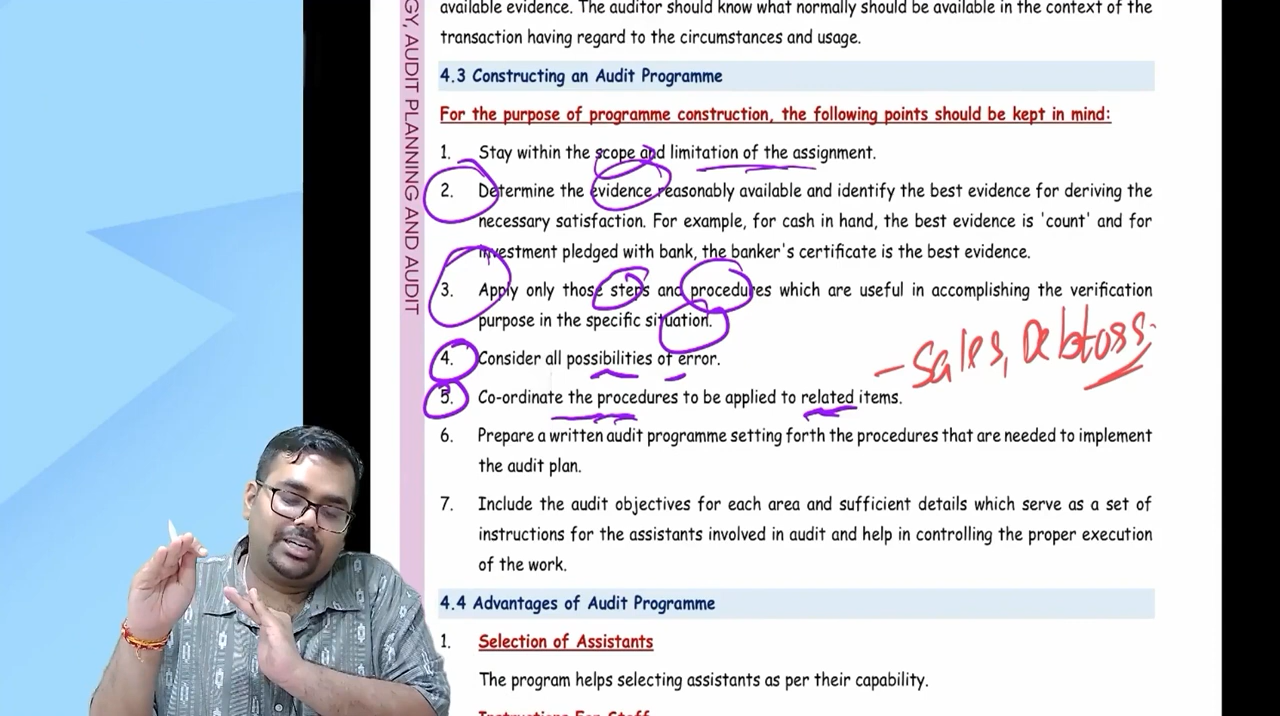 GY, AUDIT PLANNING AND AUDIT
available evidence. The auditor should know what normally should be available in the context of the
transaction having regard to the circumstances and usage.
4.3 Constructing an Audit Programme
For the purpose of programme construction, the following points should be kept in mind:
1. Stay within the scope and limitation of the assignment.
2. Determine the evidence reasonably available and identify the best evidence for deriving the
necessary satisfaction. For example, for cash in hand, the best evidence is 'count' and for
investment pledged with bank, the banker's certificate is the best evidence.
3. Apply only those steps and procedures which are useful in accomplishing the verification
purpose in the specific situation.
4. Consider all possibilities of error.
- Sales, Debtors.
5. Co-ordinate the procedures to be applied to related items.
6. Prepare a written audit programme setting forth the procedures that are needed to implement
the audit plan.
7. Include the audit objectives for each area and sufficient details which serve as a set of
instructions for the assistants involved in audit and help in controlling the proper execution
of the work.
4.4 Advantages of Audit Programme
1. Selection of Assistants
The program helps selecting assistants as per their capability.
Instructions For Staff